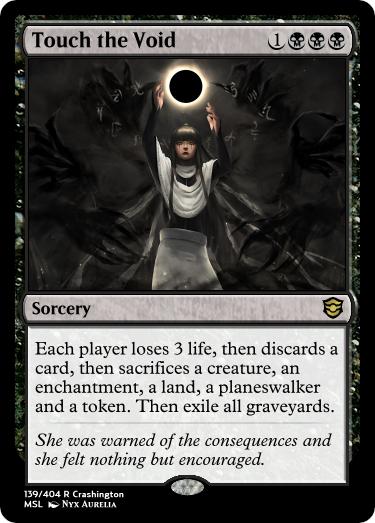 Touch the Void 1
Sorcery
Each player loses 3 life, then discards a
card, then sacrifices a creature, an
enchantment, a land, a planeswalker
and a token. Then exile all graveyards.
She was warned of the consequences and
she felt nothing but encouraged.
139/404 R Crashington
MSL Nyx Aurelia